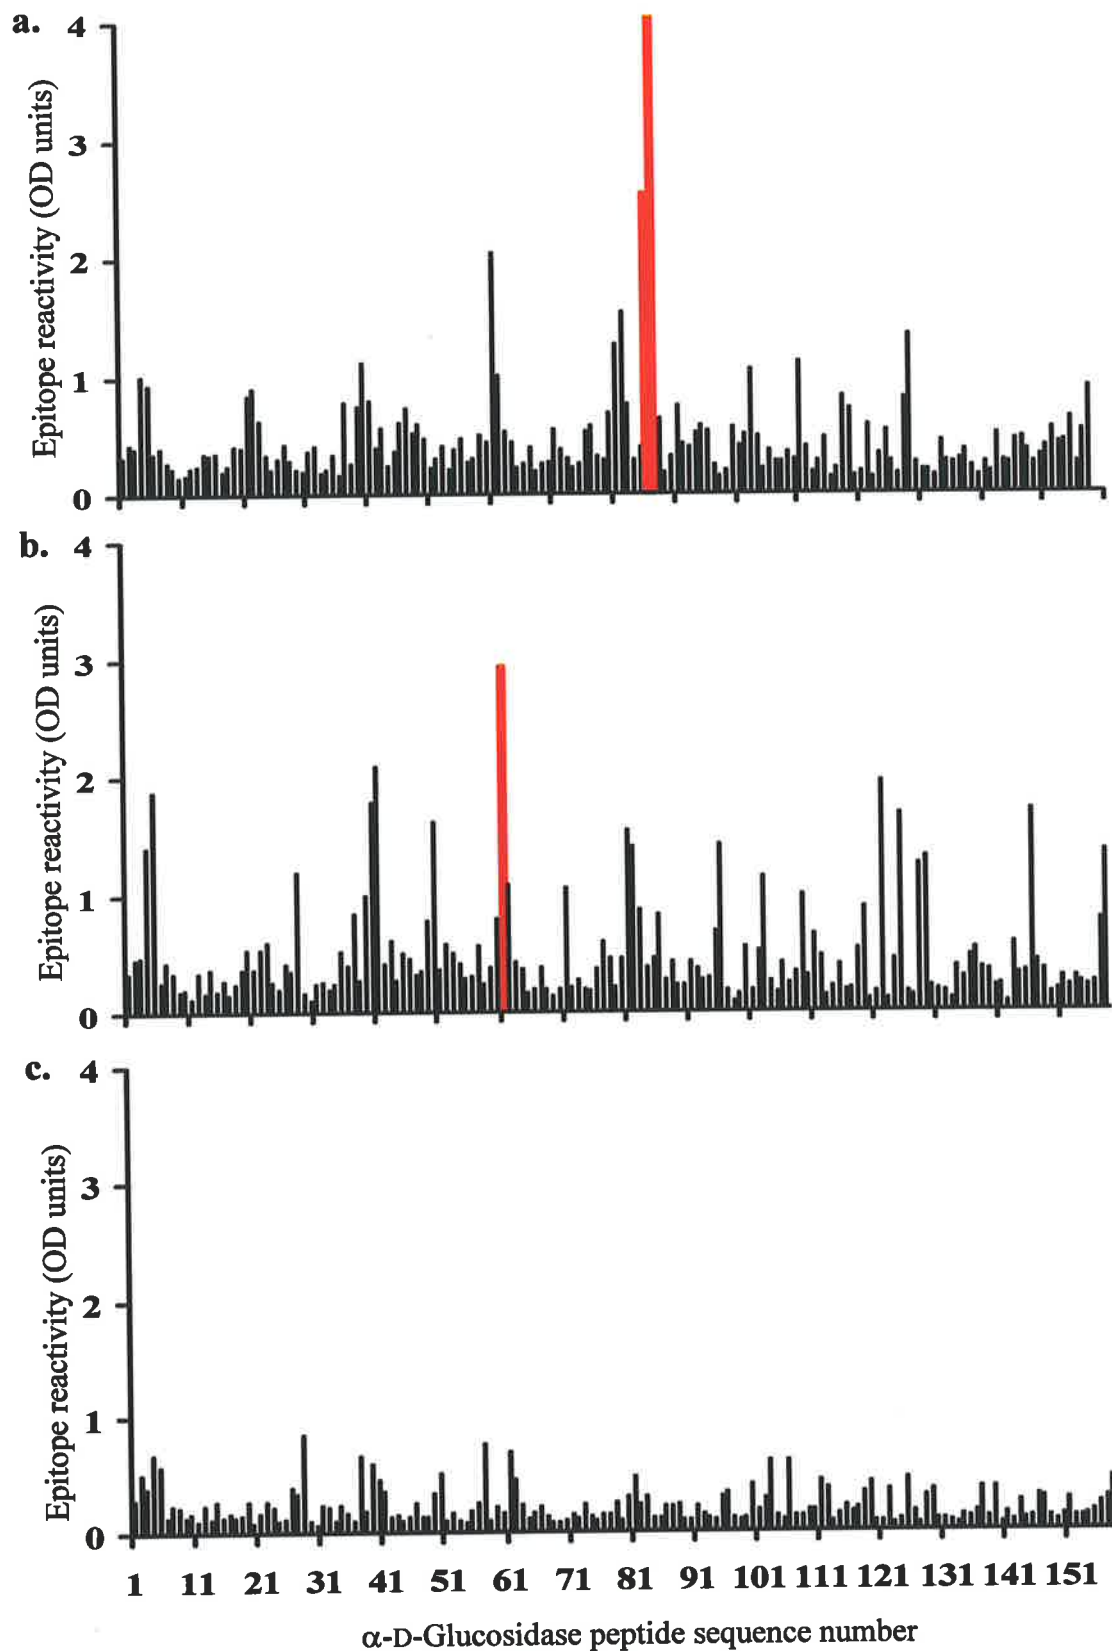 a.
4
3
2
1
0
Epitope reactivity (OD units)
b.
4
3
2
1
0
Epitope reactivity (OD units)
c.
4
3
2
1
0
Epitope reactivity (OD units)
1 11 21 31 41 51 61 71 81 91 101 111 121 131 141 151
α-D-Glucosidase peptide sequence number